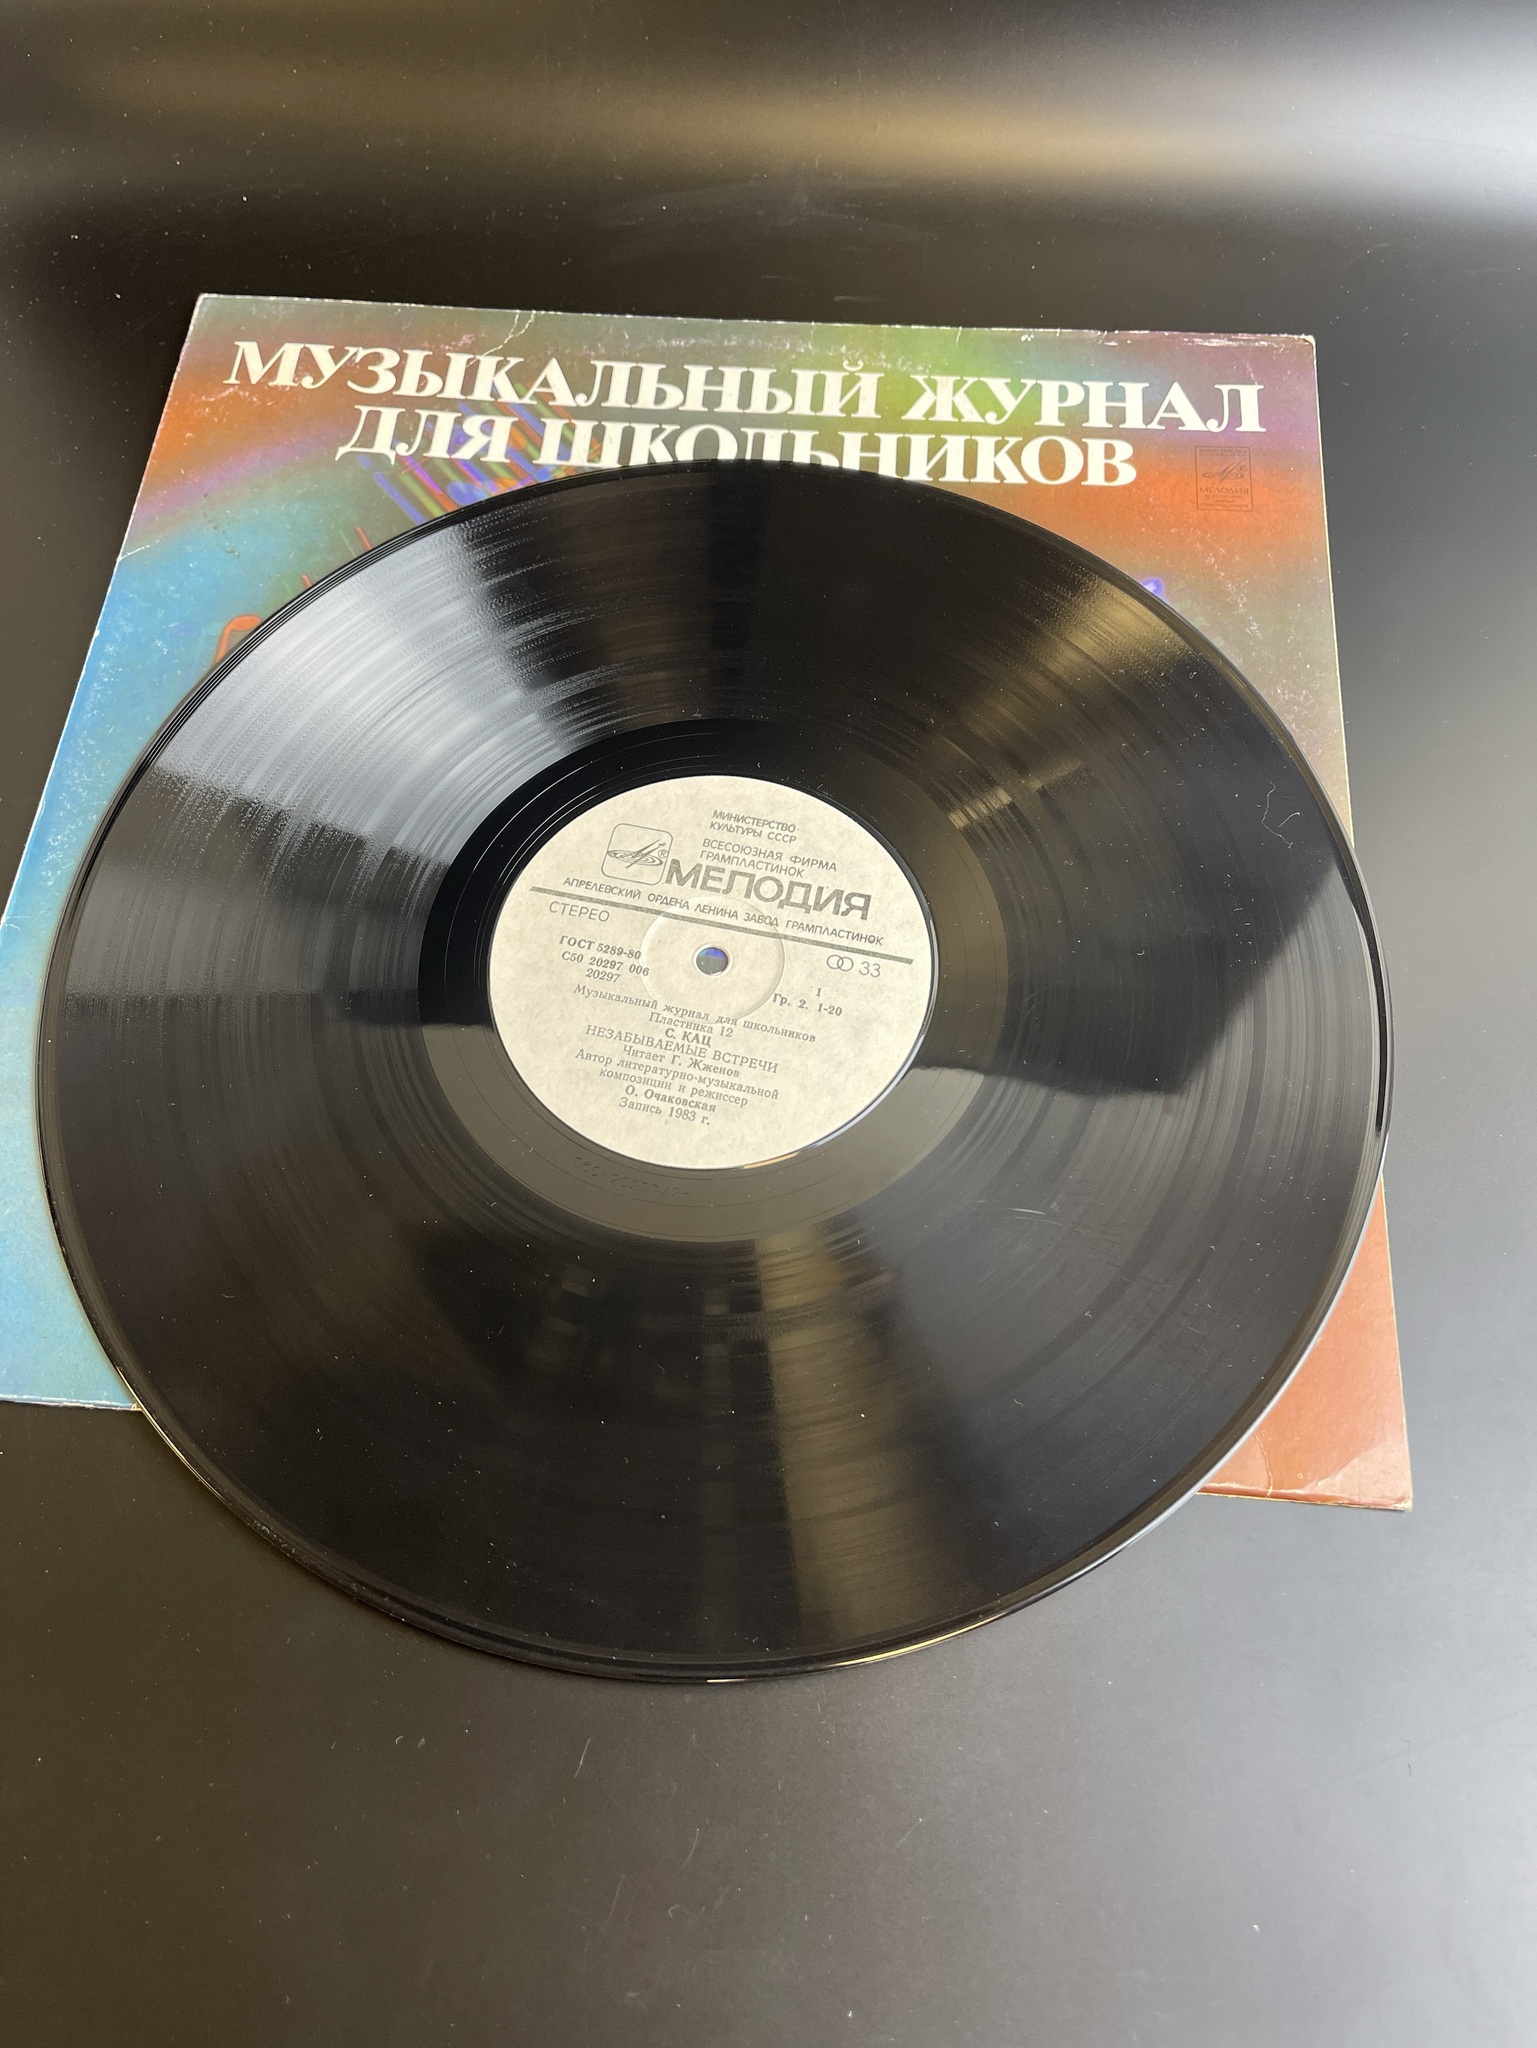 МУЗЫКАЛЬНЫЙ ЖУРНАЛ
ДЛЯ ШКОЛЬНИКОВ
МЕЛОДИЯ
МИНИСТЕРСТВО
КУЛЬТУРЫ СССР
ВСЕСОЮЗНАЯ ФИРМА
ГРАМПЛАСТИНОК
® МЕЛОДИЯ
АПРЕЛЕВСКИЙ ОРДЕНА ЛЕНИНА ЗАВОД ГРАМПЛАСТИНОК
СТЕРЕО
33
ГОСТ 5289-80
С50 20297 006
20297
1
Гр. 2. 1-20
Музыкальный журнал для школьников
Пластинка 12
С. КАЦ
НЕЗАБЫВАЕМЫЕ ВСТРЕЧИ
Читает Г. Жженов
Автор литературно-музыкальной
композиции и режиссер
О. Очаковская
Запись 1983 г.